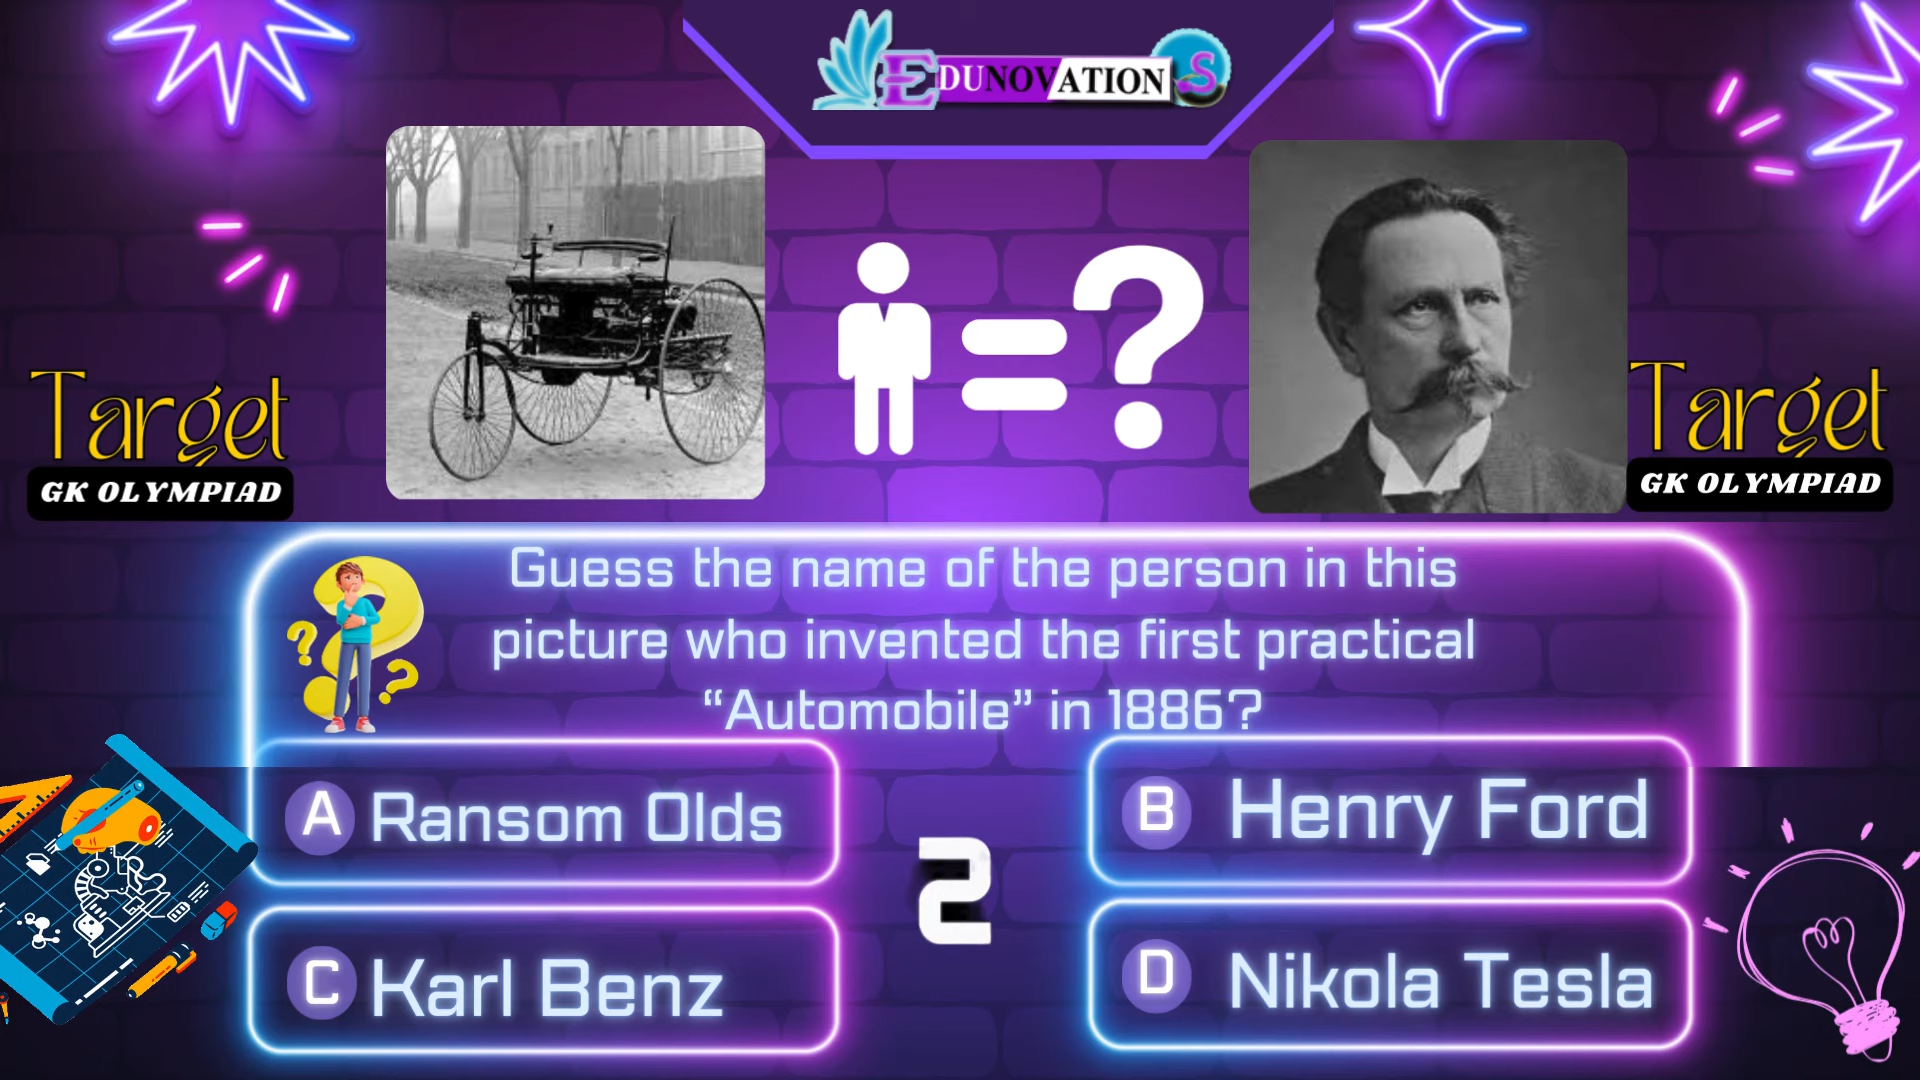 EDUNOVATION S
Target
GK OLYMPIAD
Target
GK OLYMPIAD
Guess the name of the person in this
picture who invented the first practical
“Automobile” in 1886?
A Ransom Olds
B Henry Ford
2
C Karl Benz
D Nikola Tesla